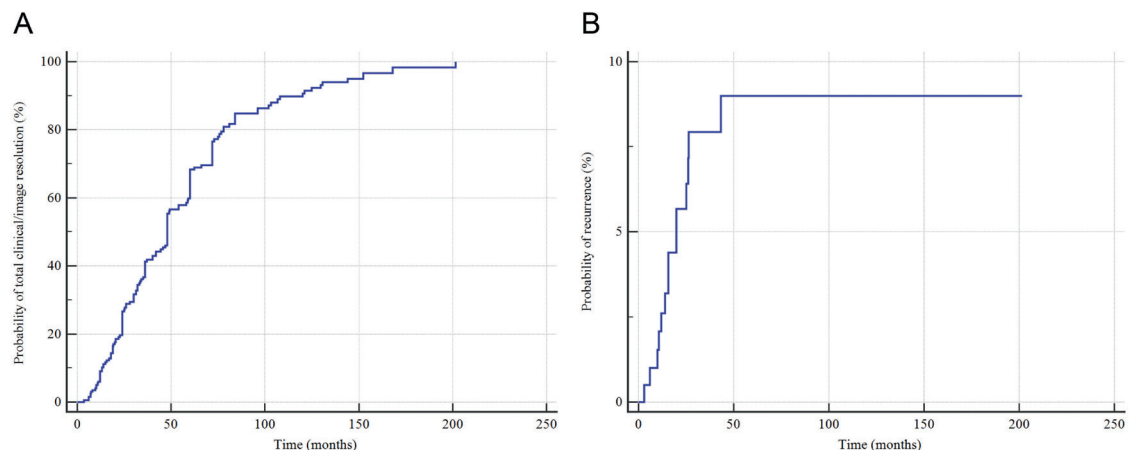 A
Probability of total clinical/image resolution (%)
100
80
60
40
20
0
0 50 100 150 200 250
Time (months)
B
Probability of recurrence (%)
10
5
0
0 50 100 150 200 250
Time (months)